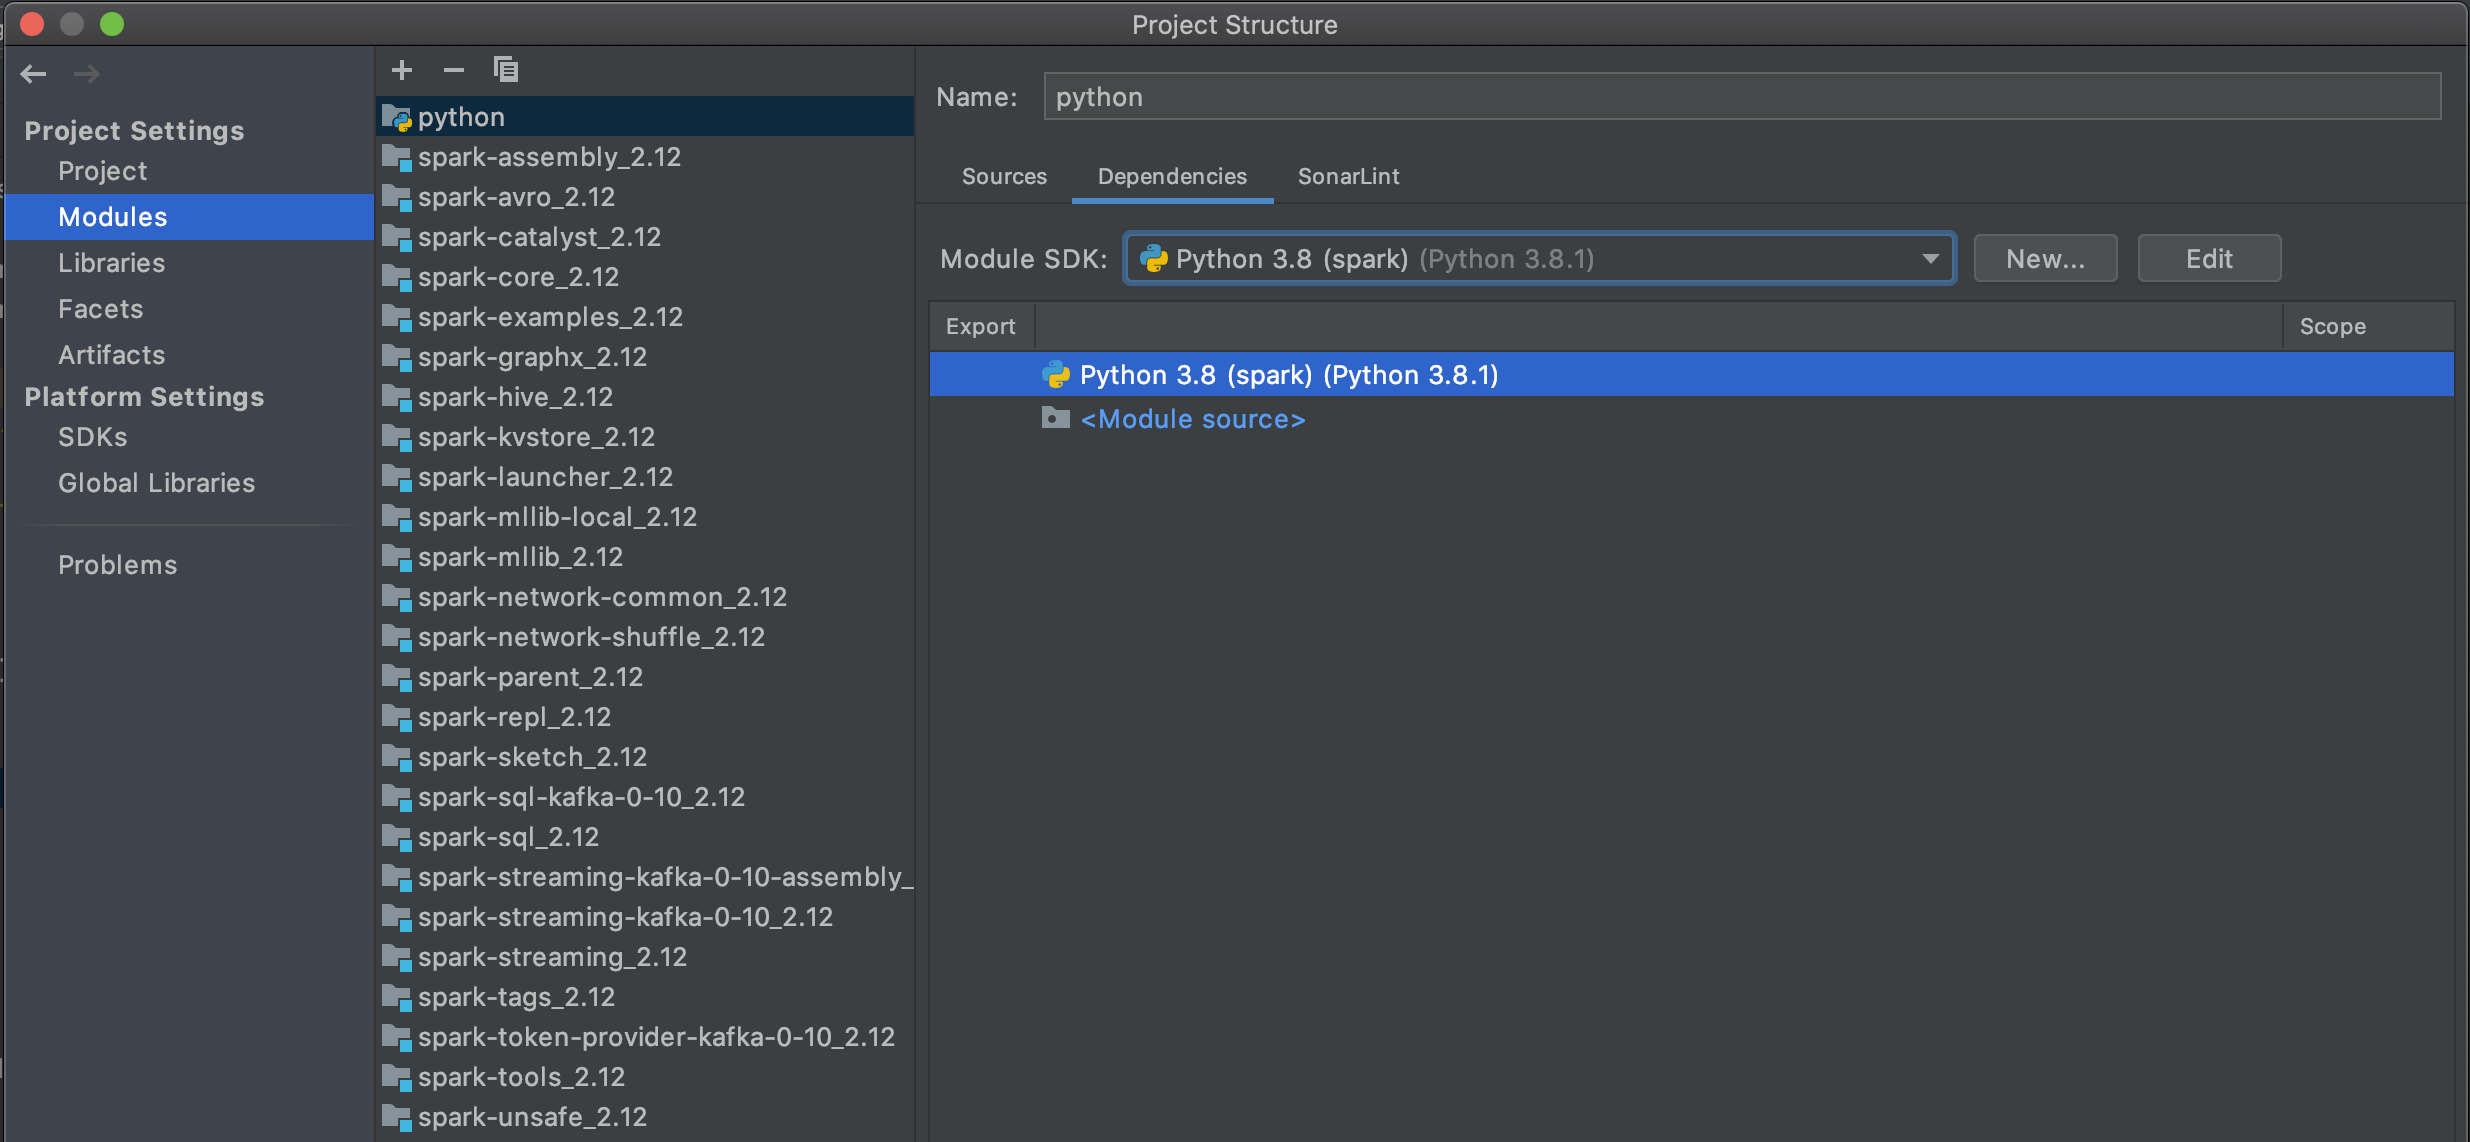 Project Structure
Project Settings
Project
Modules
Libraries
Facets
Artifacts
Platform Settings
SDKs
Global Libraries
Problems
python
spark-assembly_2.12
spark-avro_2.12
spark-catalyst_2.12
spark-core_2.12
spark-examples_2.12
spark-graphx_2.12
spark-hive_2.12
spark-kvstore_2.12
spark-launcher_2.12
spark-mllib-local_2.12
spark-mllib_2.12
spark-network-common_2.12
spark-network-shuffle_2.12
spark-parent_2.12
spark-repl_2.12
spark-sketch_2.12
spark-sql-kafka-0-10_2.12
spark-sql_2.12
spark-streaming-kafka-0-10-assembly_
spark-streaming-kafka-0-10_2.12
spark-streaming_2.12
spark-tags_2.12
spark-token-provider-kafka-0-10_2.12
spark-tools_2.12
spark-unsafe_2.12
Name: python
Sources Dependencies SonarLint
Module SDK: Python 3.8 (spark) (Python 3.8.1) New... Edit
Export Scope
Python 3.8 (spark) (Python 3.8.1)
<Module source>